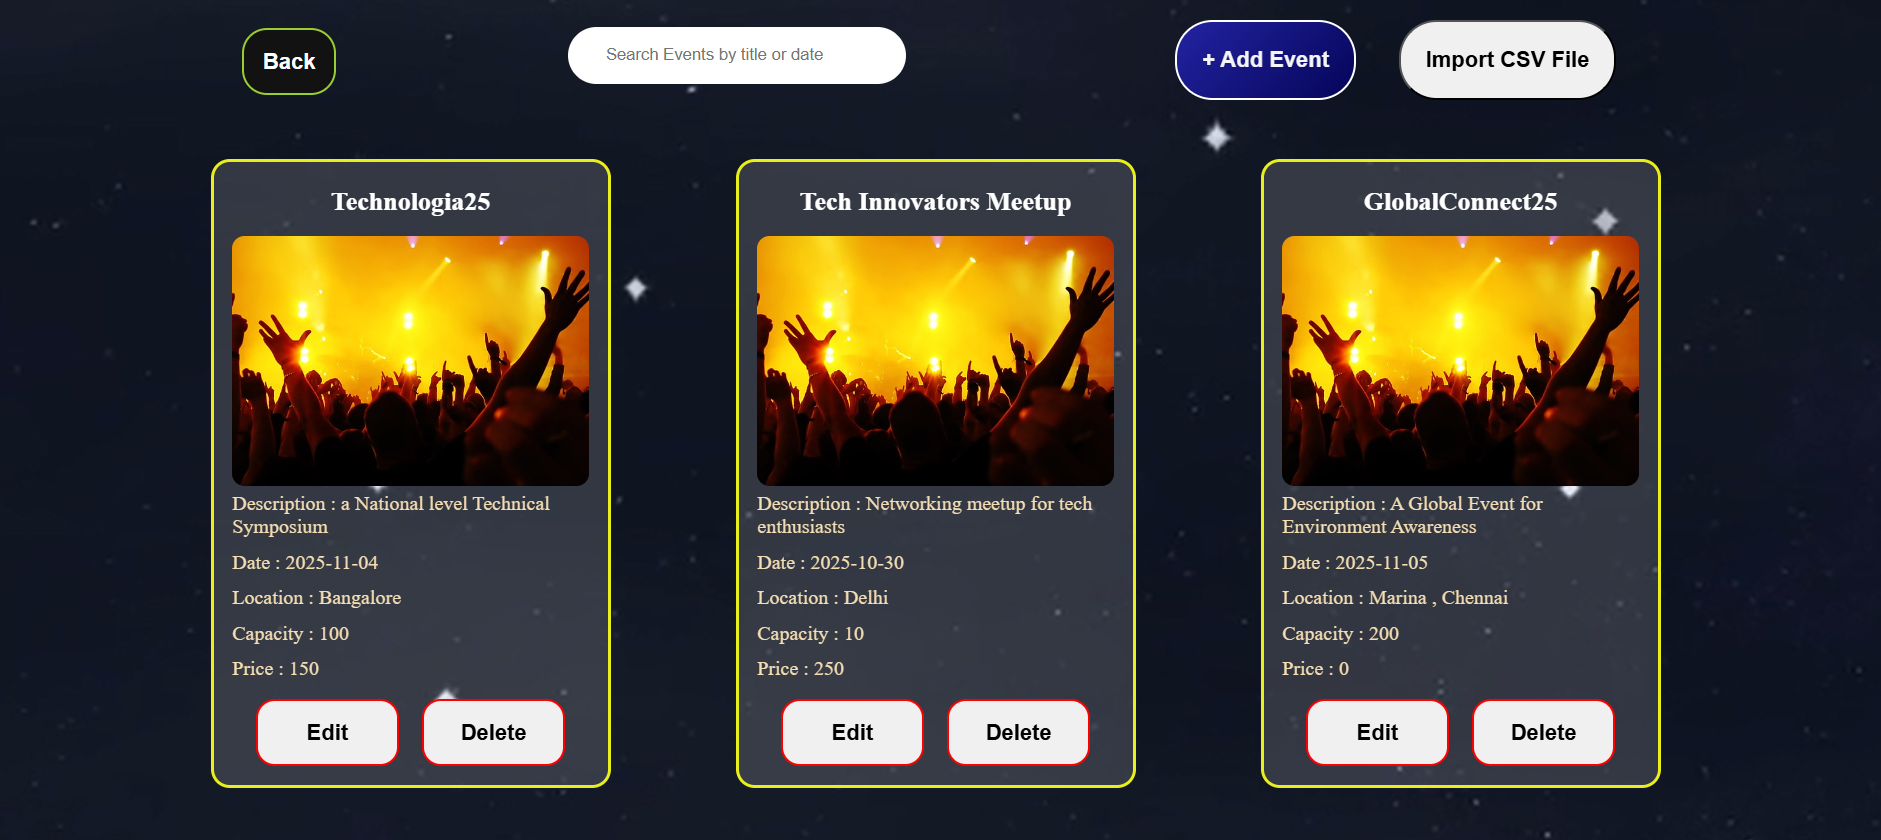 Back
Search Events by title or date
+ Add Event
Import CSV File
Technologia25
Description : a National level Technical
Symposium
Date : 2025-11-04
Location : Bangalore
Capacity : 100
Price : 150
Edit
Delete
Tech Innovators Meetup
Description : Networking meetup for tech
enthusiasts
Date : 2025-10-30
Location : Delhi
Capacity : 10
Price : 250
Edit
Delete
GlobalConnect25
Description : A Global Event for
Environment Awareness
Date : 2025-11-05
Location : Marina , Chennai
Capacity : 200
Price : 0
Edit
Delete